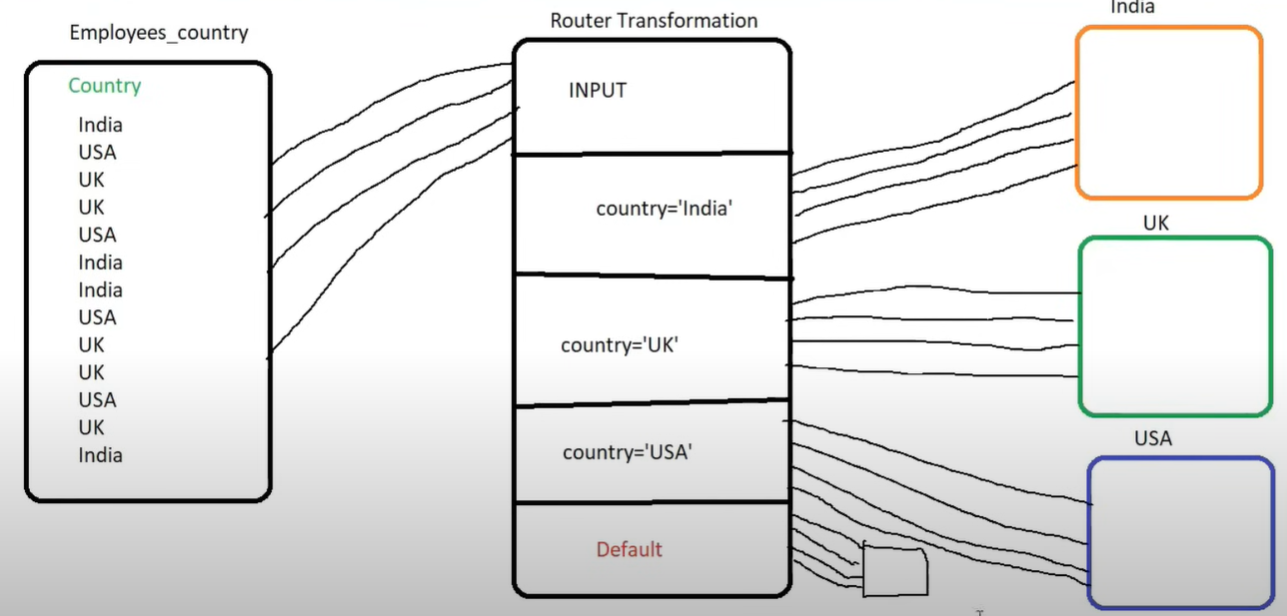 Employees_country
Country
India
USA
UK
UK
USA
India
India
USA
UK
UK
USA
UK
India
Router Transformation
INPUT
country='India'
country='UK'
country='USA'
Default
India
UK
USA